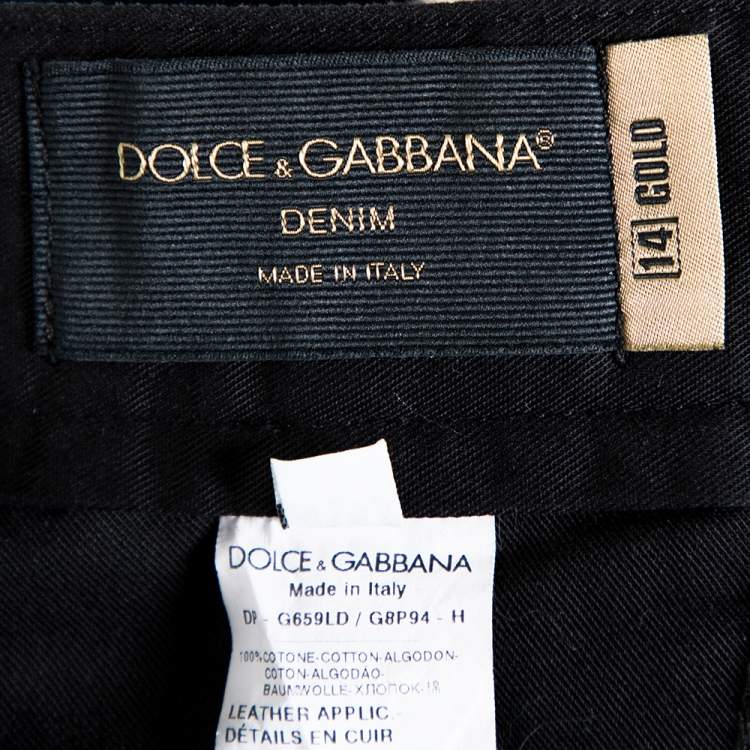 DOLCE & GABBANA®
DENIM
MADE IN ITALY
14 GOLD
DOLCE & GABBANA
Made in Italy
DP - G659LD / G8P94 - H
100% COTONE-COTTON-ALGODON-
COTON-ALGODÃO-
BAUMWOLLE-ХЛОПОК-
LEATHER APPLIC.
DÉTAILS EN CUIR